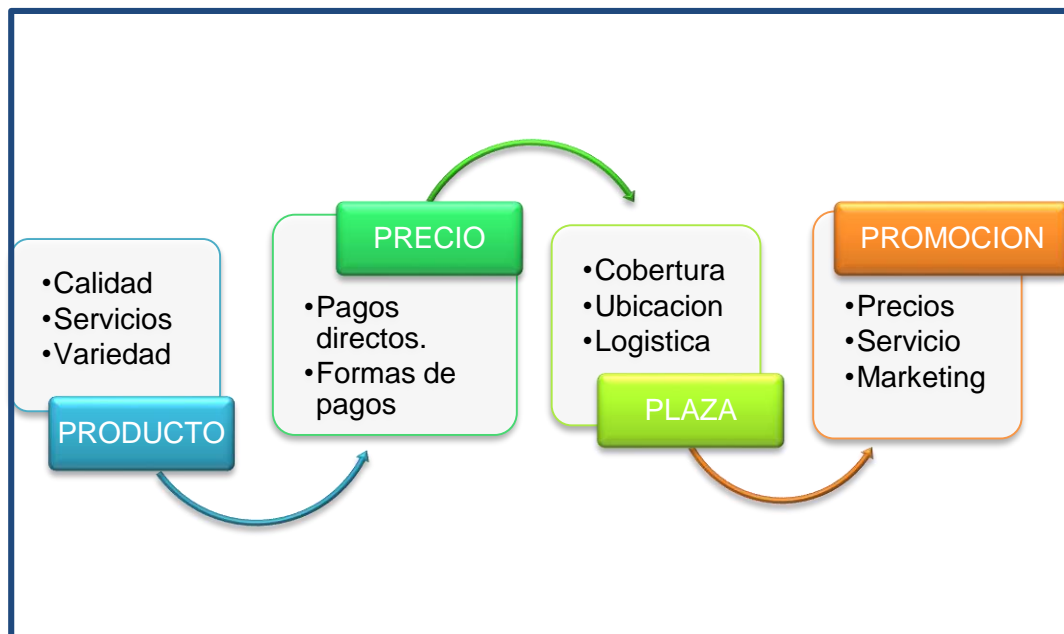 •Calidad
•Servicios
•Variedad
PRODUCTO
PRECIO
•Pagos
directos.
•Formas de
pagos
•Cobertura
•Ubicacion
•Logistica
PLAZA
PROMOCION
•Precios
•Servicio
•Marketing